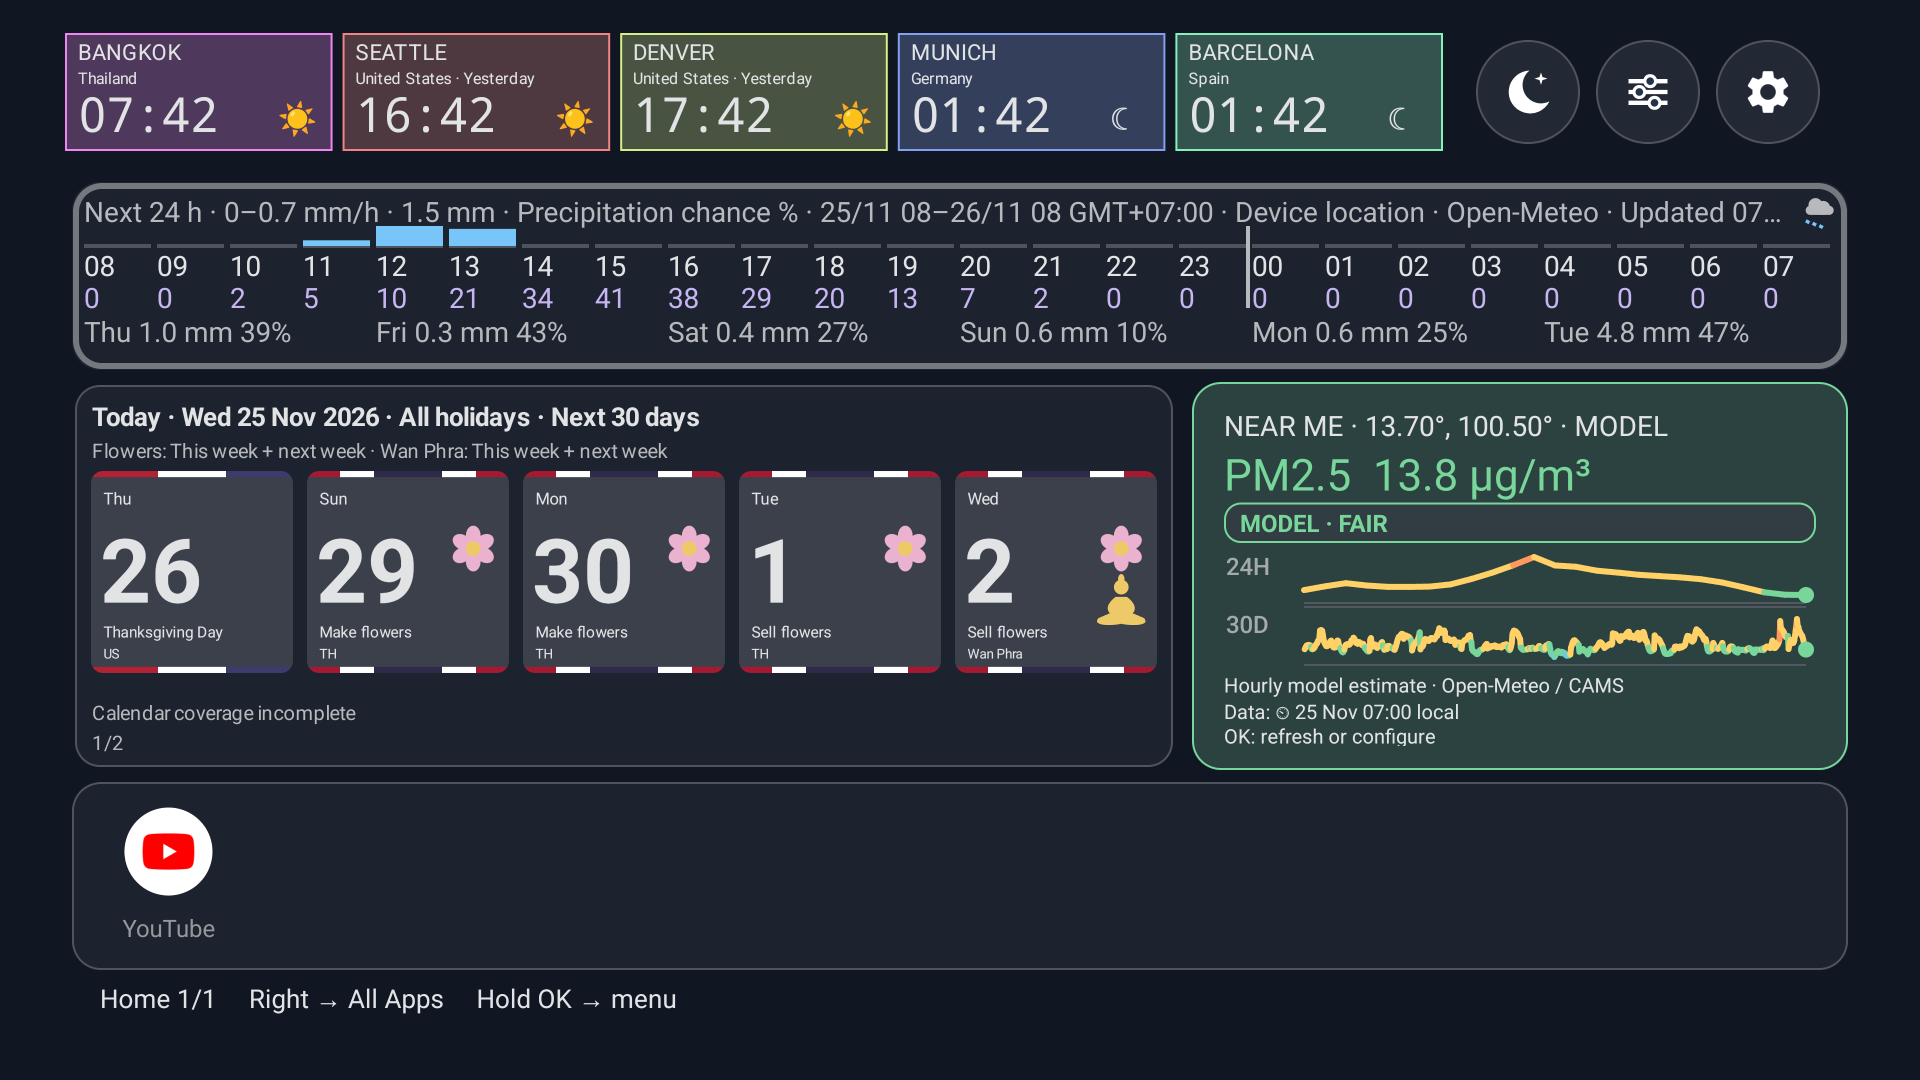 BANGKOK
Thailand
07:42
SEATTLE
United States · Yesterday
16:42
DENVER
United States · Yesterday
17:42
MUNICH
Germany
01:42
BARCELONA
Spain
01:42
Next 24 h · 0–0.7 mm/h · 1.5 mm · Precipitation chance % · 25/11 08–26/11 08 GMT+07:00 · Device location · Open-Meteo · Updated 07…
08 09 10 11 12 13 14 15 16 17 18 19 20 21 22 23 00 01 02 03 04 05 06 07
0 0 2 5 10 21 34 41 38 29 20 13 7 2 0 0 0 0 0 0 0 0 0 0
Thu 1.0 mm 39% Fri 0.3 mm 43% Sat 0.4 mm 27% Sun 0.6 mm 10% Mon 0.6 mm 25% Tue 4.8 mm 47%
Today · Wed 25 Nov 2026 · All holidays · Next 30 days
Flowers: This week + next week · Wan Phra: This week + next week
Thu
26
Thanksgiving Day
US
Sun
29
Make flowers
TH
Mon
30
Make flowers
TH
Tue
1
Sell flowers
TH
Wed
2
Sell flowers
Wan Phra
Calendar coverage incomplete
1/2
NEAR ME · 13.70°, 100.50° · MODEL
PM2.5 13.8 µg/m³
MODEL · FAIR
24H
30D
Hourly model estimate · Open-Meteo / CAMS
Data: ⏲ 25 Nov 07:00 local
OK: refresh or configure
YouTube
Home 1/1 Right → All Apps Hold OK → menu